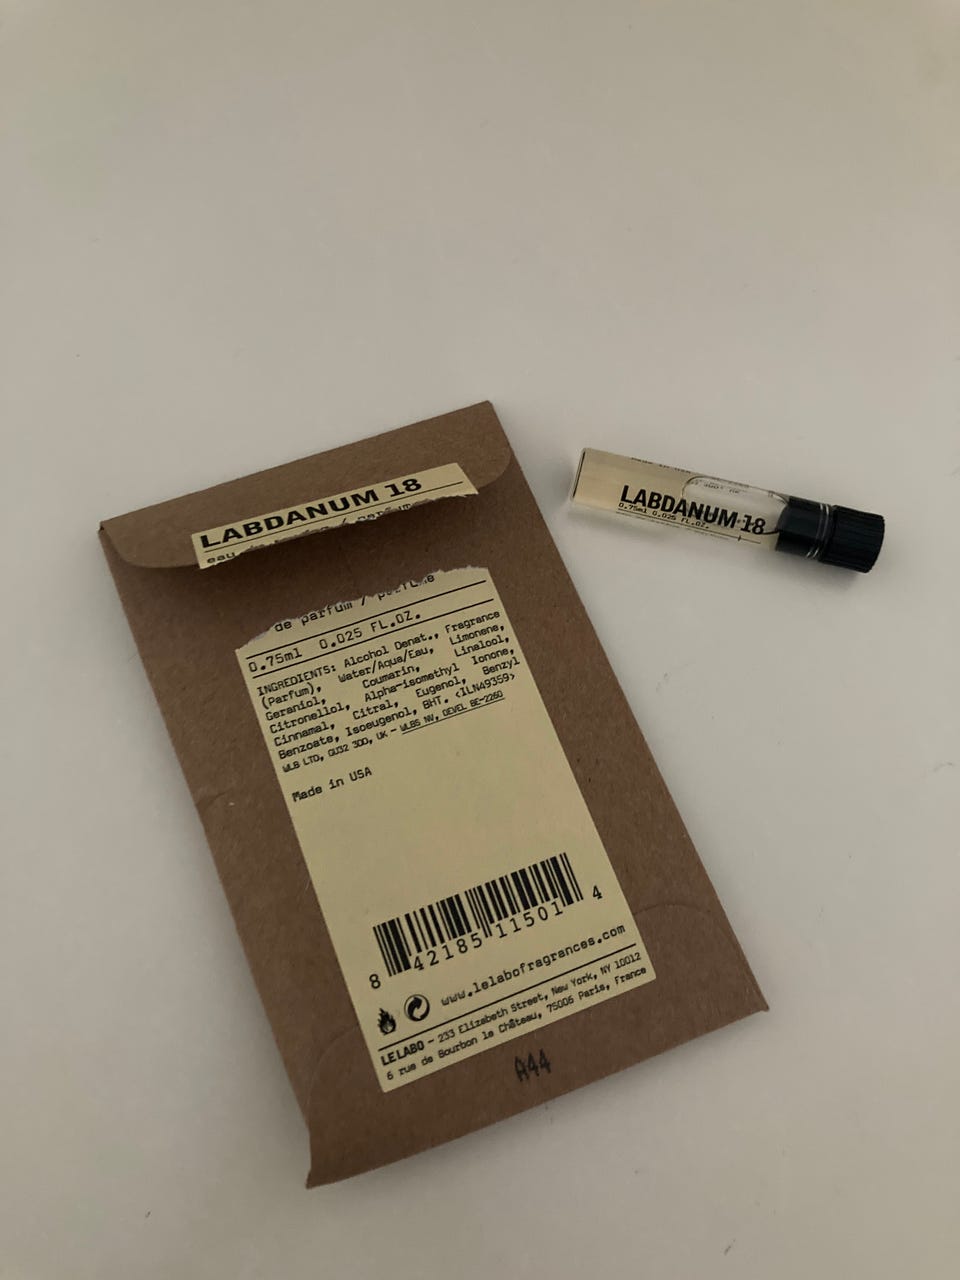 LABDANUM 18
eau
de parfum / perfume
0.75ml 0.025 FL.OZ.
INGREDIENTS: Alcohol Denat., Fragrance
(Parfum), Water/Aqua/Eau, Limonene,
Geraniol, Coumarin, Linalool,
Citronellol, Alpha-isomethyl Ionone,
Cinnamal, Citral, Eugenol, Benzyl
Benzoate, Isoeugenol, BHT. <ILN49359>
WLB LTD, GU32 3QQ, UK - WLBS NV, DEVEL BE-2260
Made in USA
8 42185 11501 4
www.lelabofragrances.com
LE LABO - 233 Elizabeth Street, New York, NY 10012
6 rue de Bourbon le Château, 75006 Paris, France
A44
LABDANUM 18
0.75ml 0.025 FL.OZ.